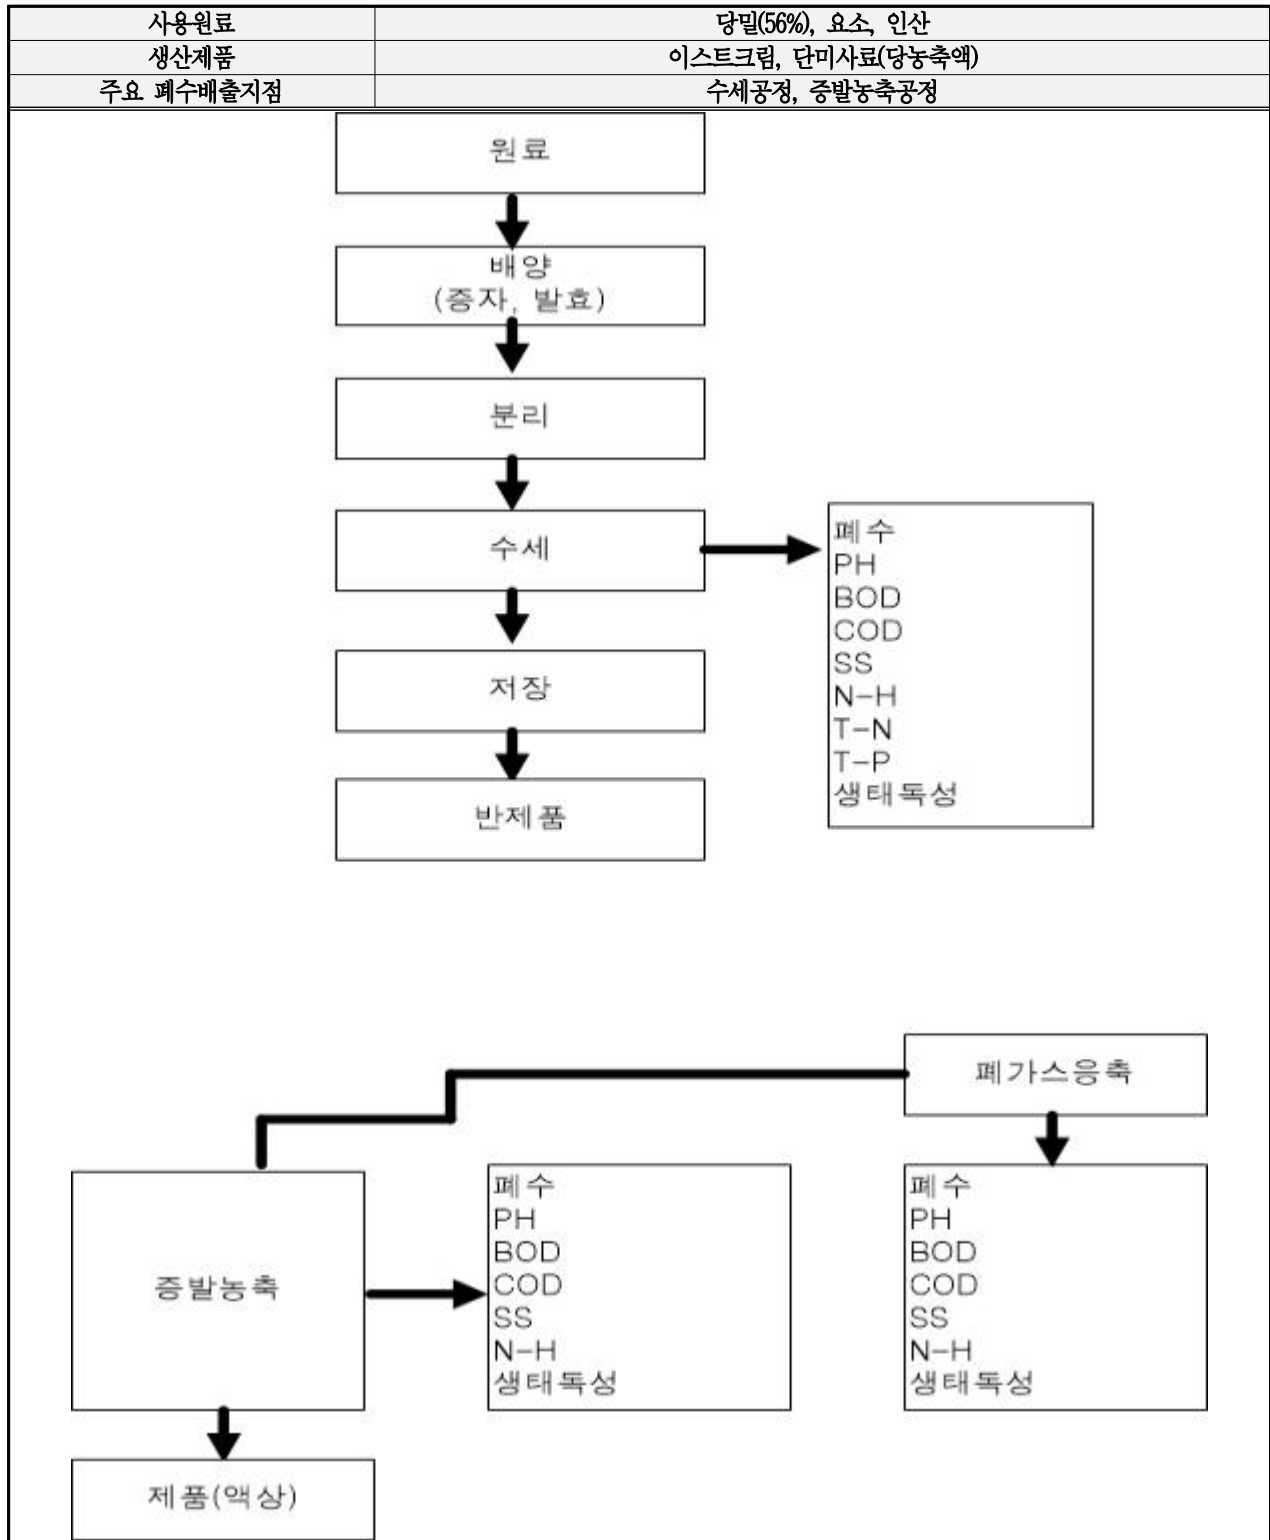 사용원료 당밀(56%), 요소, 인산
생산제품 이스트크림, 단미사료(당농축액)
주요 폐수배출지점 수세공정, 증발농축공정
원료
배양
(증자, 발효)
분리
수세
폐수
PH
BOD
COD
SS
N-H
T-N
T-P
생태독성
저장
반제품
폐가스응축
증발농축
폐수
PH
BOD
COD
SS
N-H
생태독성
폐수
PH
BOD
COD
SS
N-H
생태독성
제품(액상)